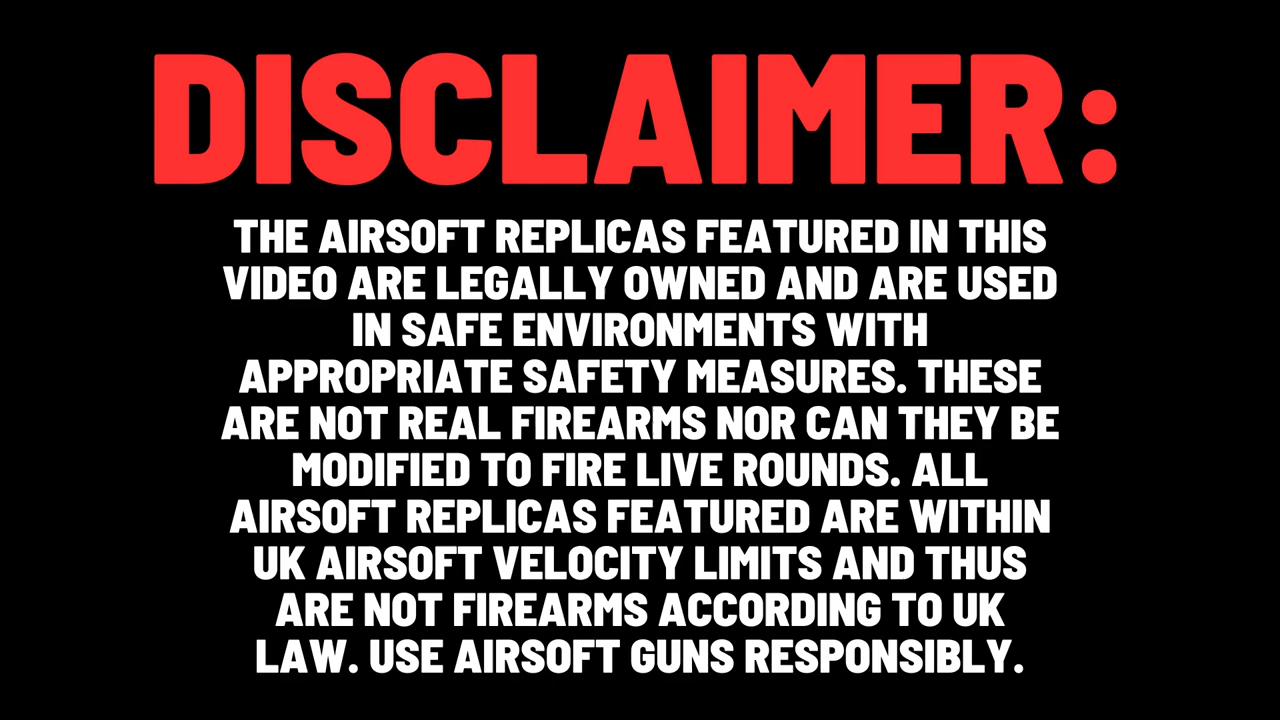 DISCLAIMER:
THE AIRSOFT REPLICAS FEATURED IN THIS
VIDEO ARE LEGALLY OWNED AND ARE USED
IN SAFE ENVIRONMENTS WITH
APPROPRIATE SAFETY MEASURES. THESE
ARE NOT REAL FIREARMS NOR CAN THEY BE
MODIFIED TO FIRE LIVE ROUNDS. ALL
AIRSOFT REPLICAS FEATURED ARE WITHIN
UK AIRSOFT VELOCITY LIMITS AND THUS
ARE NOT FIREARMS ACCORDING TO UK
LAW. USE AIRSOFT GUNS RESPONSIBLY.